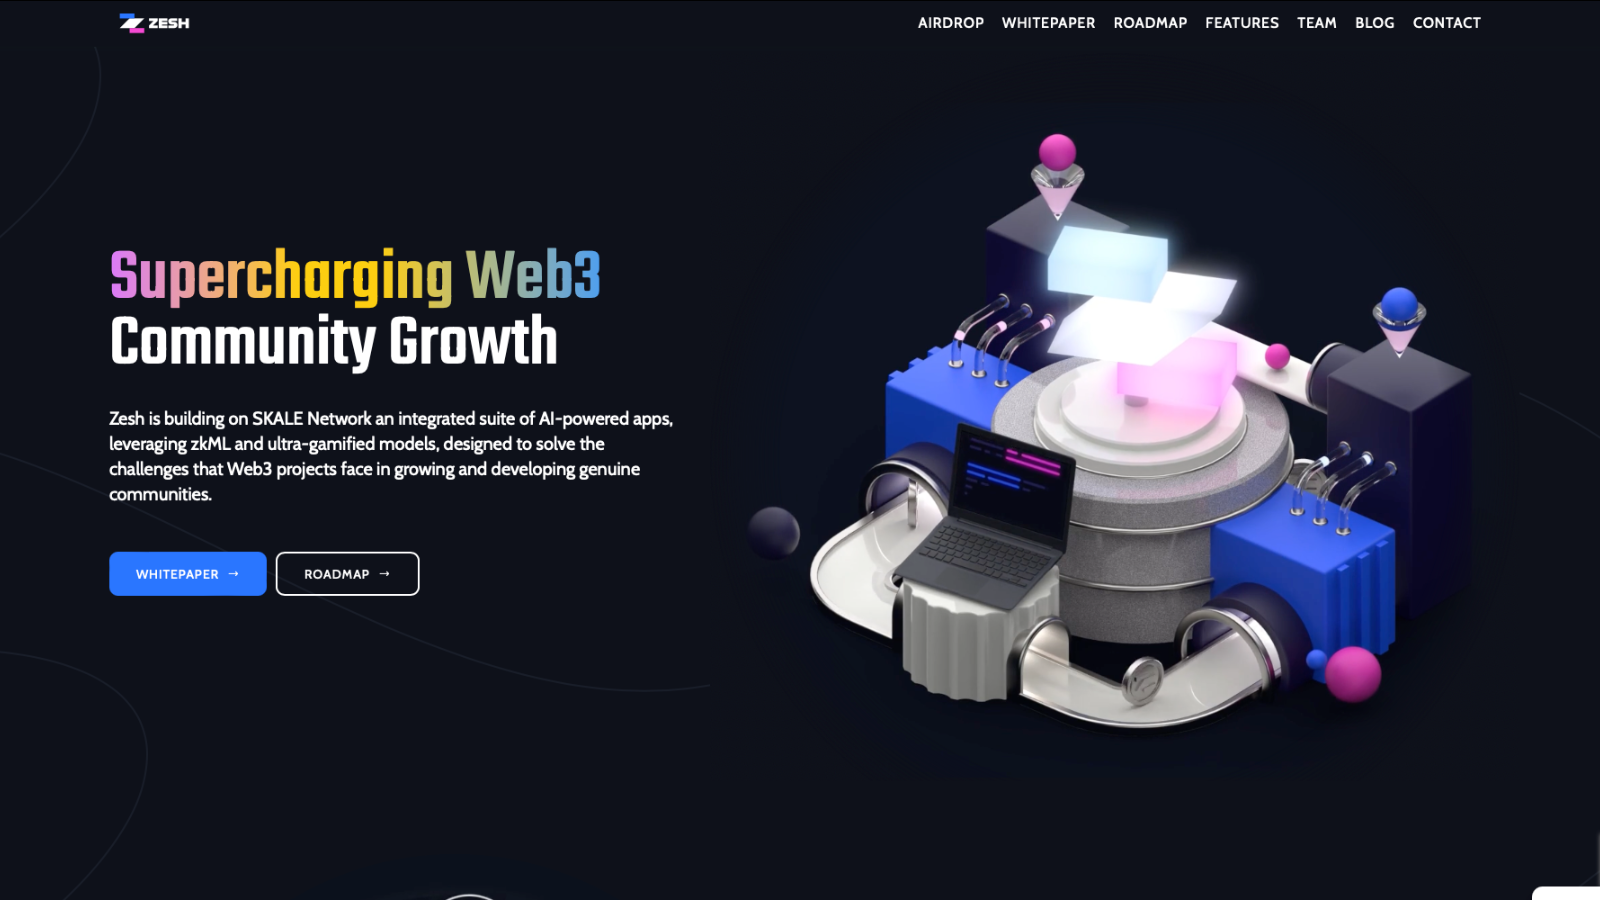 ZESH
AIRDROP WHITEPAPER ROADMAP FEATURES TEAM BLOG CONTACT
Supercharging Web3
Community Growth
Zesh is building on SKALE Network an integrated suite of AI-powered apps,
leveraging zkML and ultra-gamified models, designed to solve the
challenges that Web3 projects face in growing and developing genuine
communities.
WHITEPAPER →
ROADMAP →